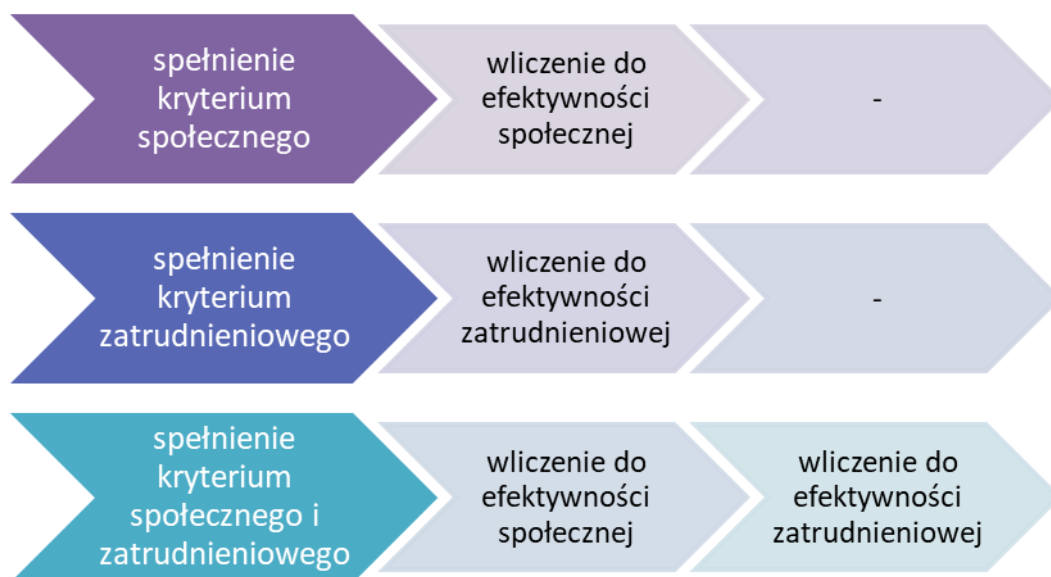 spełnienie
kryterium
społecznego
wliczenie do
efektywności
społecznej
-
spełnienie
kryterium
zatrudnieniowego
wliczenie do
efektywności
zatrudnieniowej
-
spełnienie
kryterium
społecznego i
zatrudnieniowego
wliczenie do
efektywności
społecznej
wliczenie do
efektywności
zatrudnieniowej